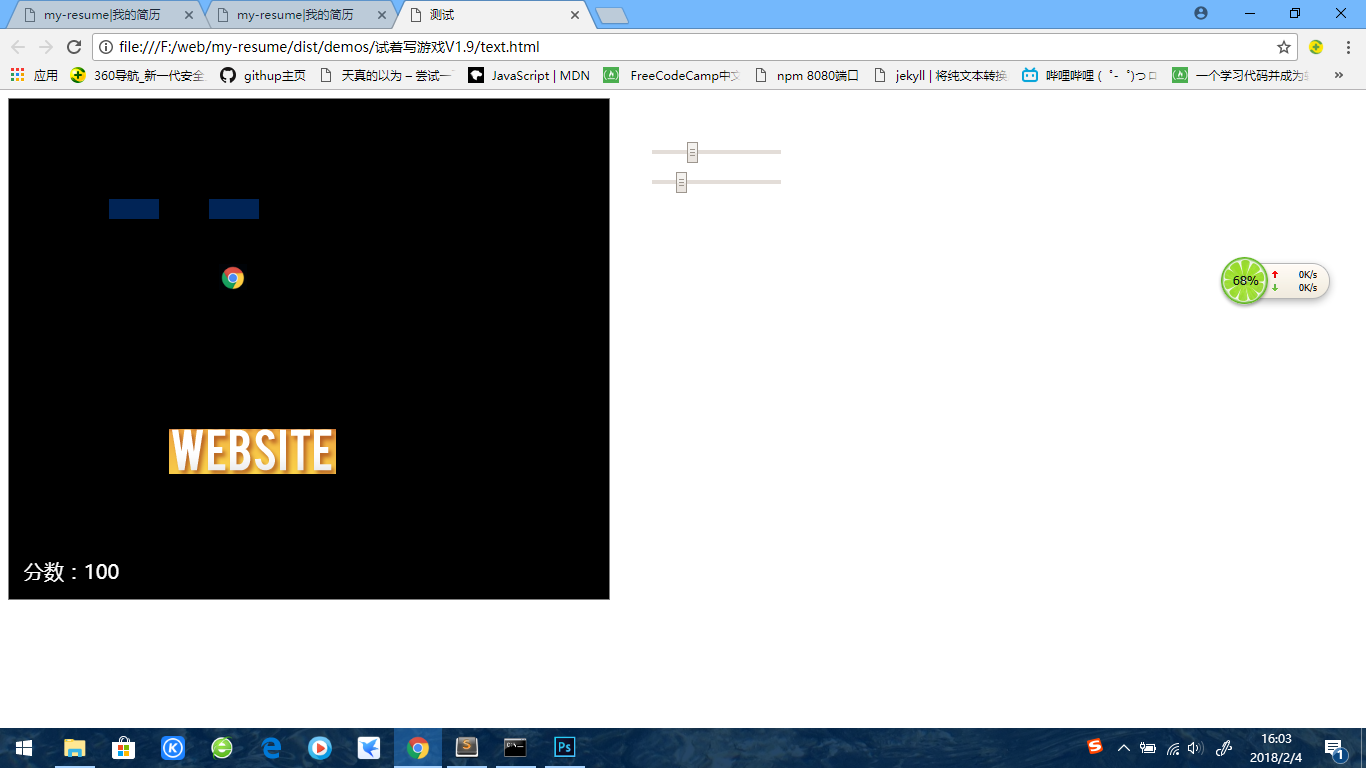 my-resume|我的简历
my-resume|我的简历
测试
file:///F:/web/my-resume/dist/demos/试着写游戏V1.9/text.html
应用
360导航_新一代安全
githup主页
天真的以为 – 尝试一
JavaScript | MDN
FreeCodeCamp中文
npm 8080端口
jekyll | 将纯文本转换
哔哩哔哩 ( ゜- ゜)つロ
一个学习代码并成为
68%
0K/s
0K/s
WEBSITE
分数：100
16:03
2018/2/4
1